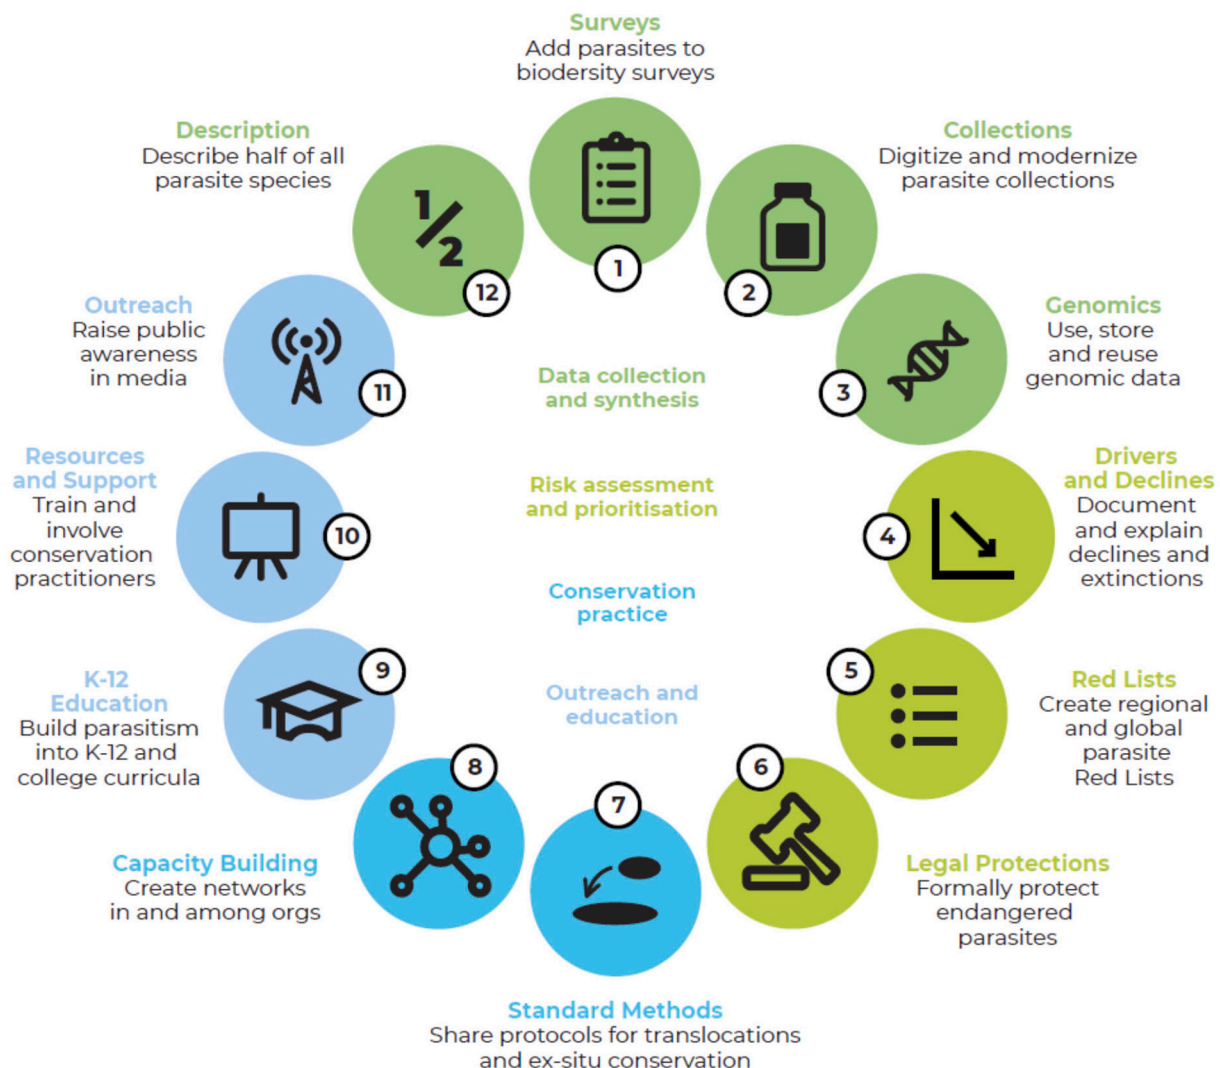 Surveys
Add parasites to
biodersity surveys
1
Collections
Digitize and modernize
parasite collections
2
Genomics
Use, store
and reuse
genomic data
3
Drivers
and Declines
Document
and explain
declines and
extinctions
4
Red Lists
Create regional
and global
parasite
Red Lists
5
Legal Protections
Formally protect
endangered
parasites
6
Standard Methods
Share protocols for translocations
and ex-situ conservation
7
Capacity Building
Create networks
in and among orgs
8
K-12
Education
Build parasitism
into K-12 and
college curricula
9
Resources
and Support
Train and
involve
conservation
practitioners
10
Outreach
Raise public
awareness
in media
11
Description
Describe half of all
parasite species
1/2
12
Data collection
and synthesis
Risk assessment
and prioritisation
Conservation
practice
Outreach and
education